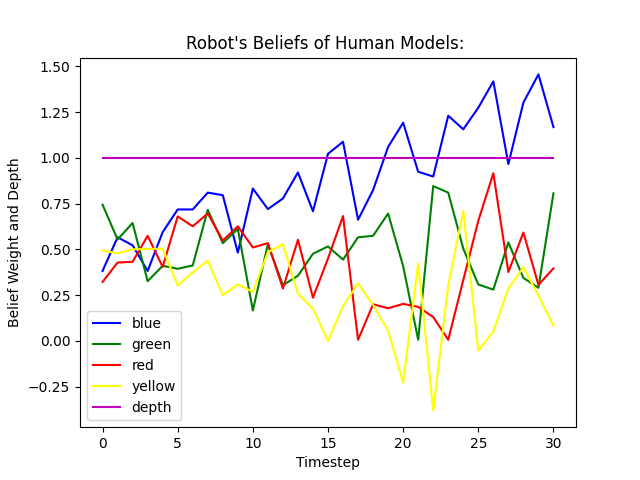 Robot's Beliefs of Human Models:
Belief Weight and Depth
1.50
1.25
1.00
0.75
0.50
0.25
0.00
−0.25
blue
green
red
yellow
depth
0 5 10 15 20 25 30
Timestep